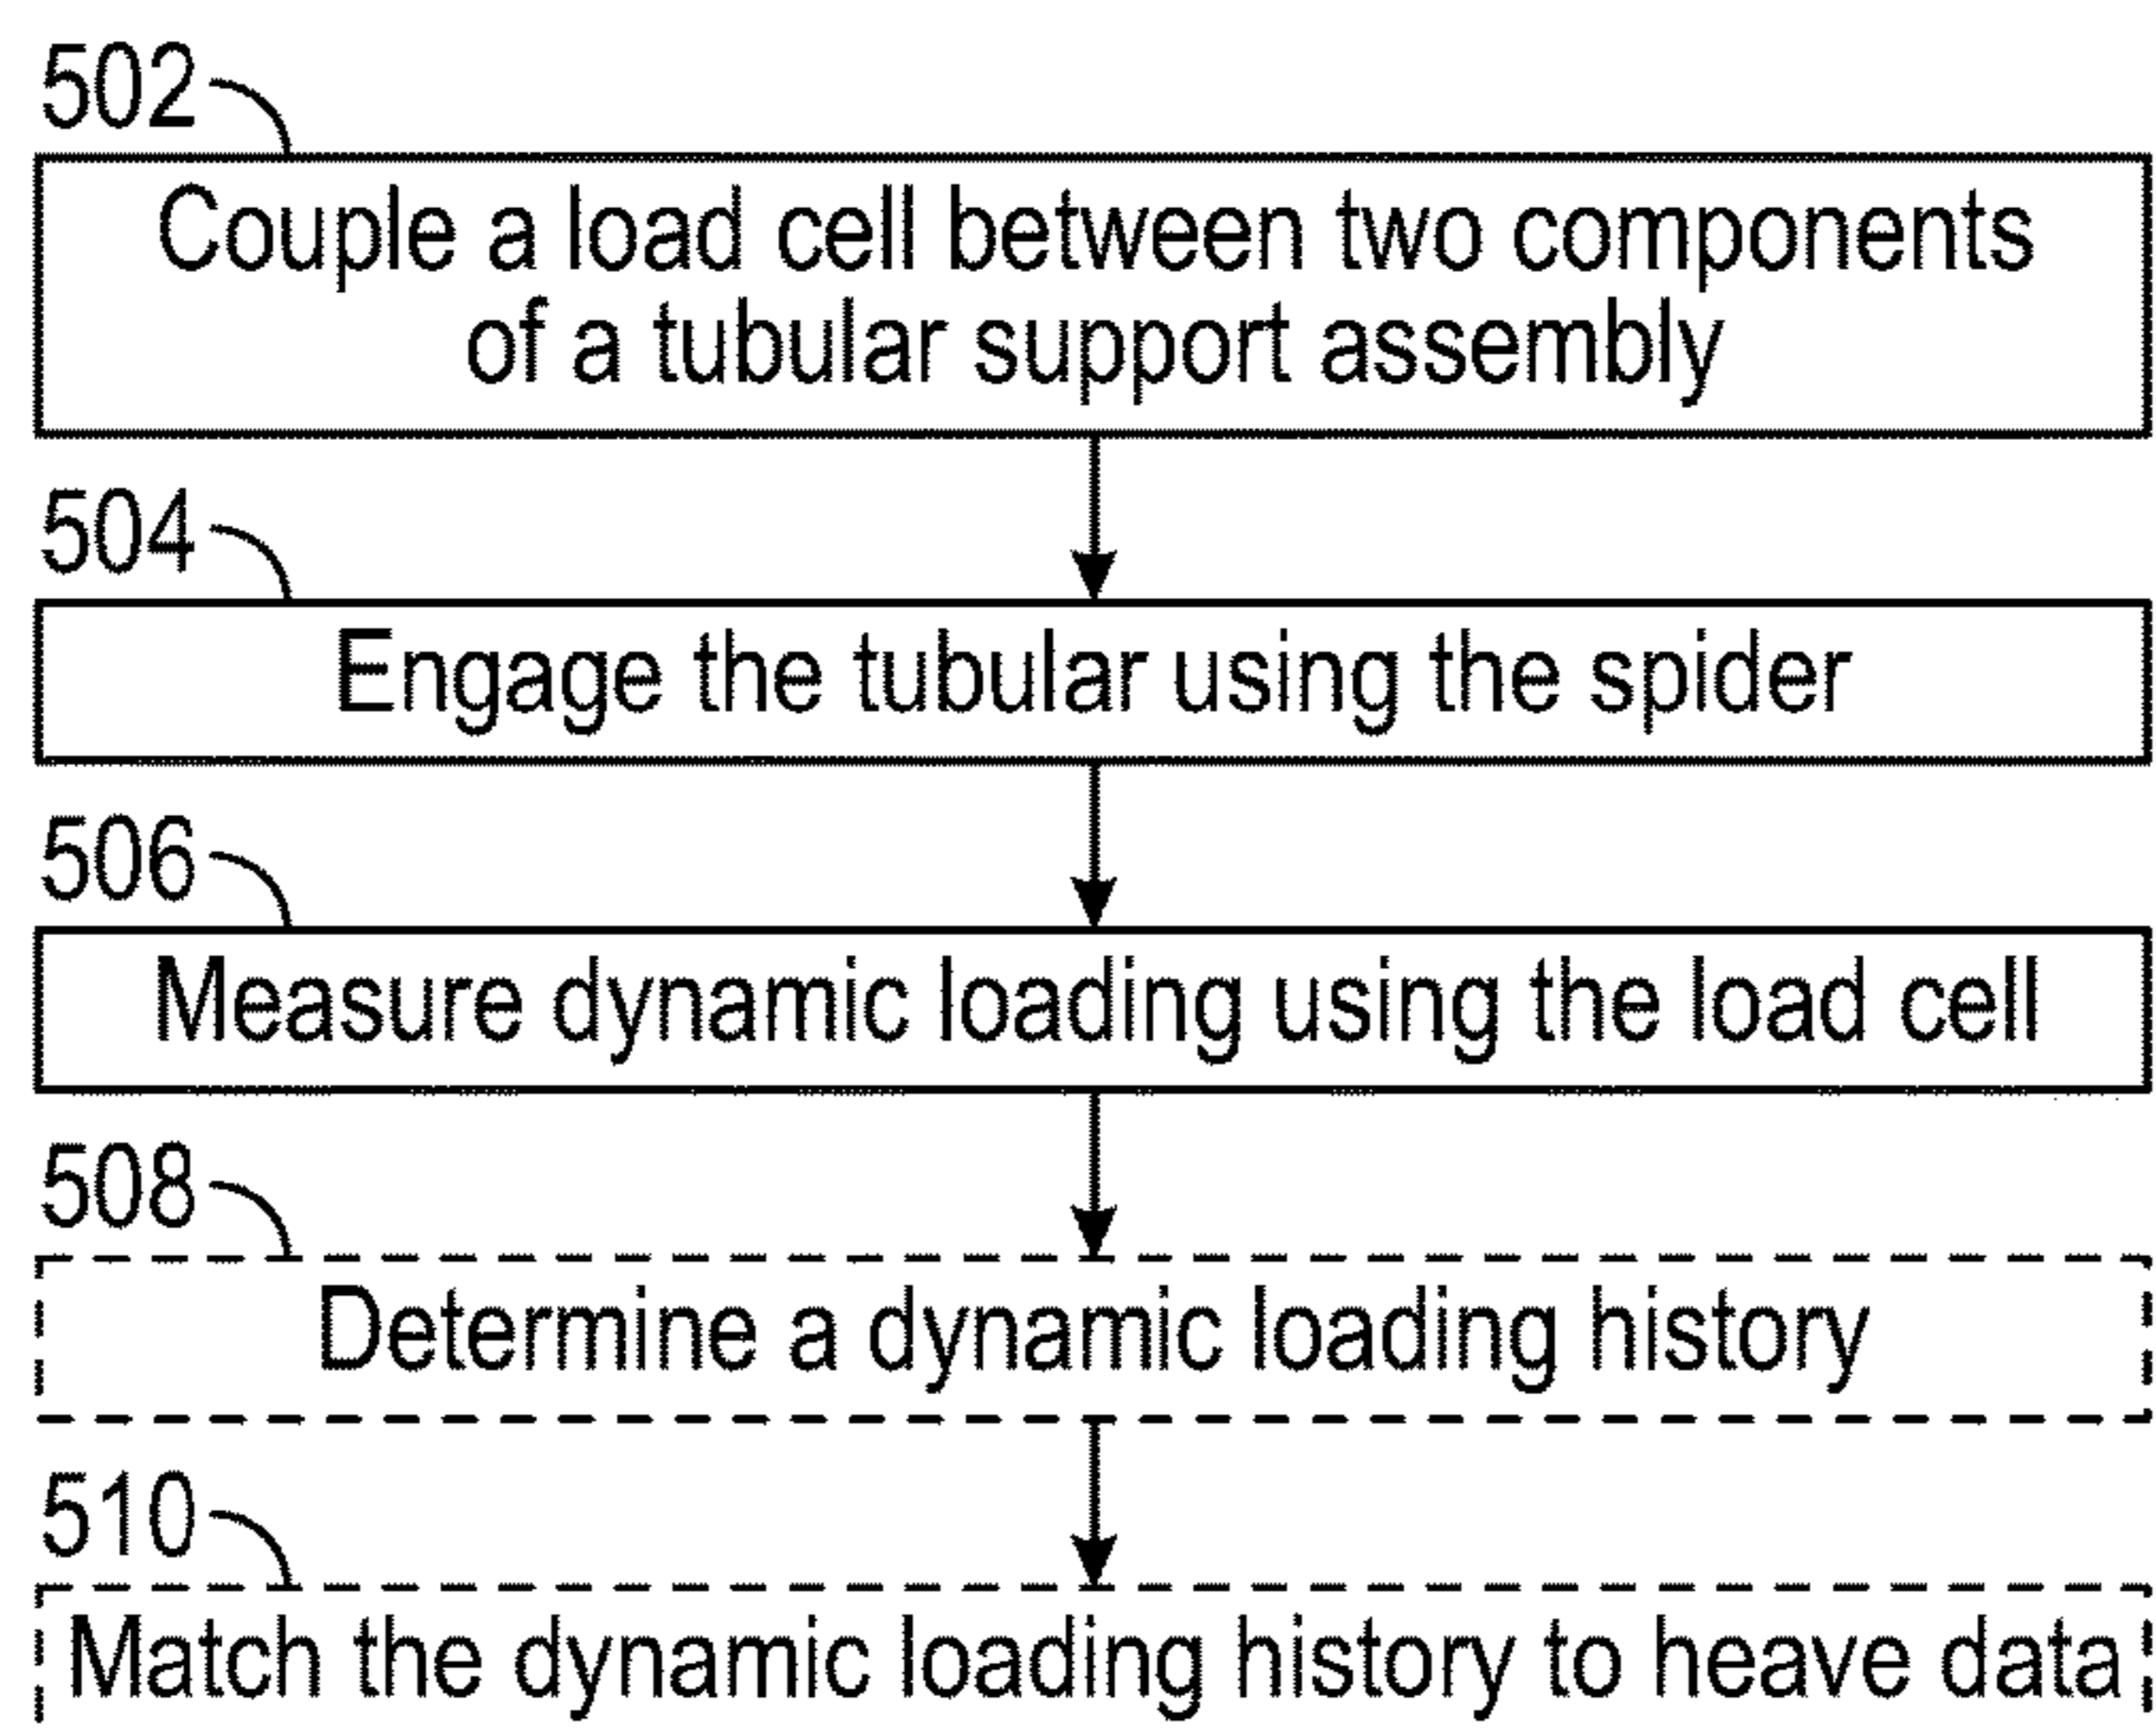 502
Couple a load cell between two components
of a tubular support assembly
504
Engage the tubular using the spider
506
Measure dynamic loading using the load cell
508
Determine a dynamic loading history
510
Match the dynamic loading history to heave data